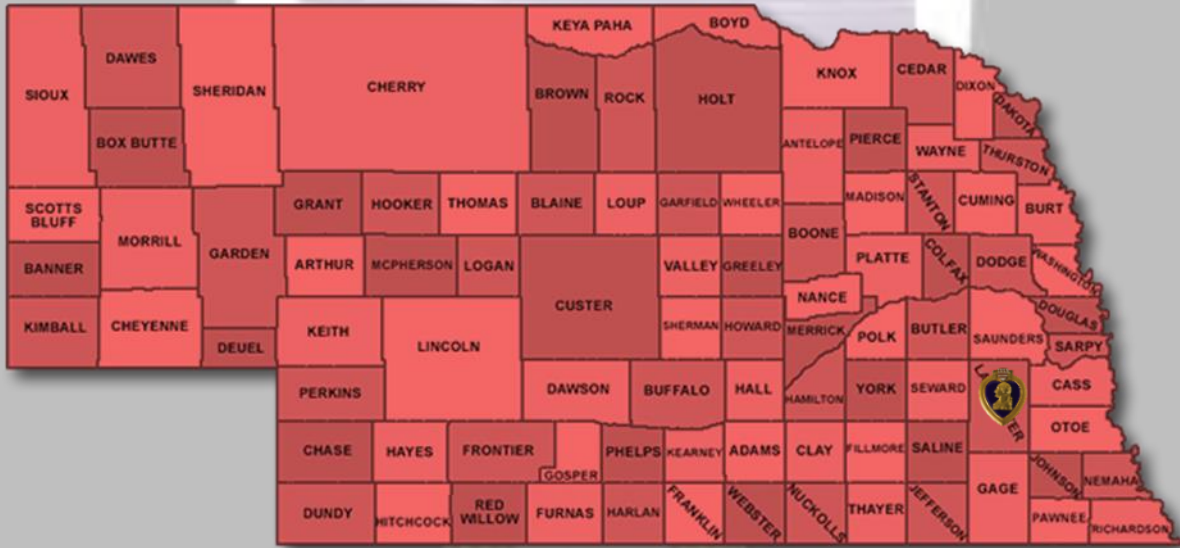 KEYA PAHA
BOYD
DAWES
SIOUX
SHERIDAN
CHERRY
BROWN
ROCK
HOLT
KNOX
CEDAR
DIXON
DAKOTA
BOX BUTTE
ANTELOPE
PIERCE
WAYNE
THURSTON
SCOTTS
BLUFF
MORRILL
GARDEN
GRANT
HOOKER
THOMAS
BLAINE
LOUP
GARFIELD
WHEELER
MADISON
STANTON
CUMING
BURT
BOONE
BANNER
ARTHUR
MCPHERSON
LOGAN
CUSTER
VALLEY
GREELEY
PLATTE
COLFAX
DODGE
WASHINGTON
NANCE
KIMBALL
CHEYENNE
DEUEL
KEITH
LINCOLN
SHERMAN
HOWARD
MERRICK
POLK
BUTLER
SAUNDERS
DOUGLAS
SARPY
PERKINS
DAWSON
BUFFALO
HALL
HAMILTON
YORK
SEWARD
CASS
CHASE
HAYES
FRONTIER
GOSPER
PHELPS
KEARNEY
ADAMS
CLAY
FILLMORE
SALINE
OTOE
DUNDY
HITCHCOCK
RED
WILLOW
FURNAS
HARLAN
FRANKLIN
WEBSTER
NUCKOLLS
THAYER
JEFFERSON
GAGE
JOHNSON
NEMAHA
PAWNEE
RICHARDSON